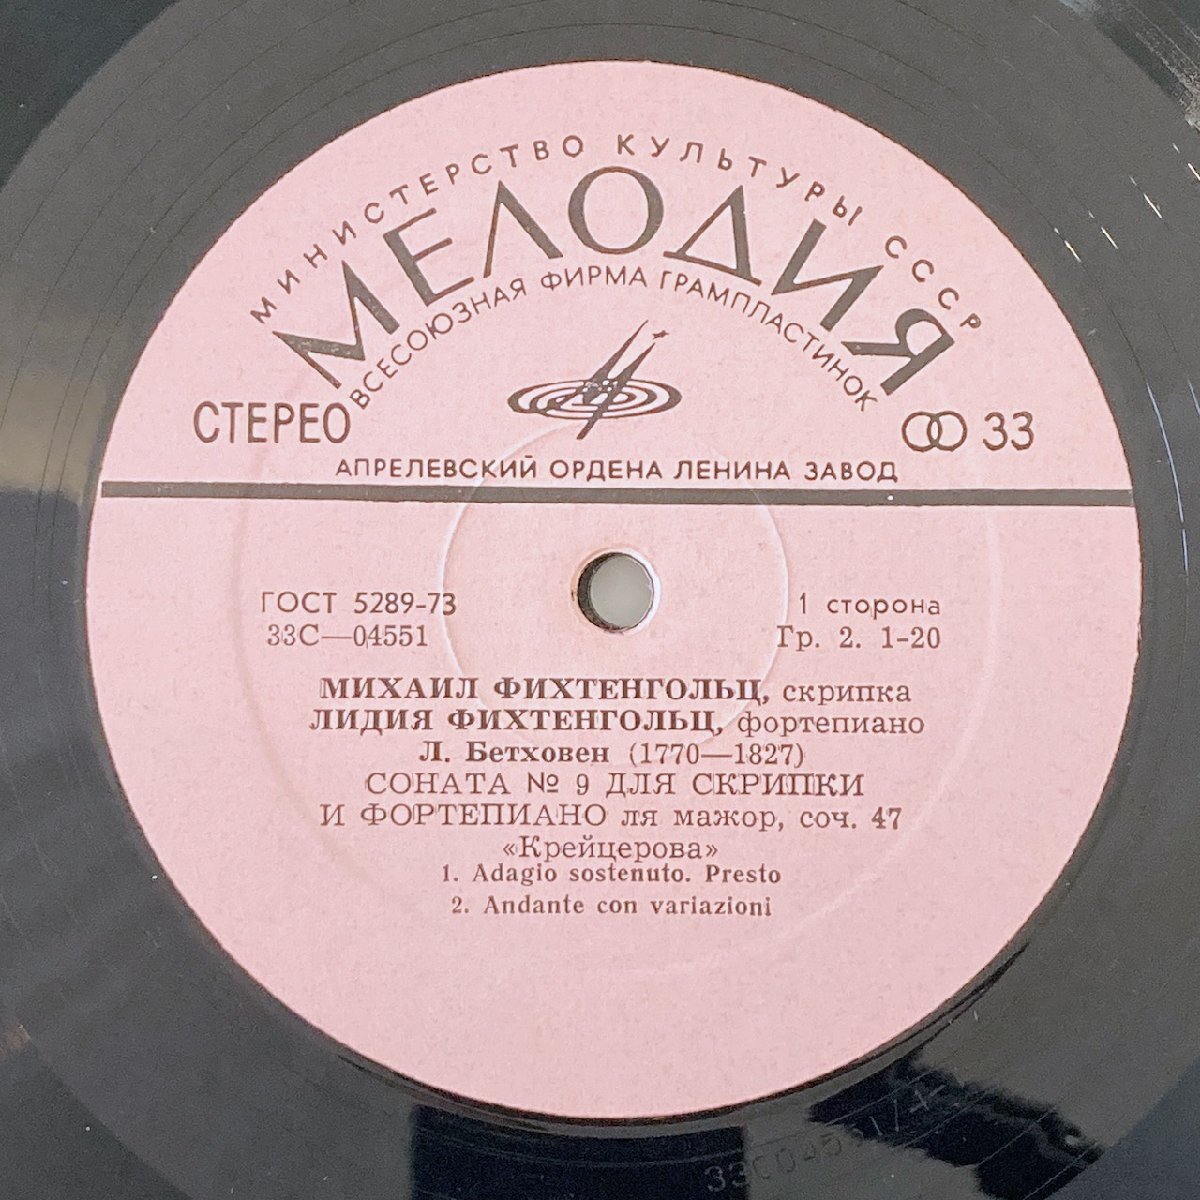 МИНИСТЕРСТВО КУЛЬТУРЫ СССР
МЕЛОДИЯ
ВСЕСОЮЗНАЯ ФИРМА ГРАМПЛАСТИНОК
СТЕРЕО
33
АПРЕЛЕВСКИЙ ОРДЕНА ЛЕНИНА ЗАВОД
ГОСТ 5289-73
1 сторона
33С—04551
Гр. 2. 1-20
МИХАИЛ ФИХТЕНГОЛЬЦ, скрипка
ЛИДИЯ ФИХТЕНГОЛЬЦ, фортепиано
Л. Бетховен (1770—1827)
СОНАТА № 9 ДЛЯ СКРИПКИ
И ФОРТЕПИАНО ля мажор, соч. 47
«Крейцерова»
1. Adagio sostenuto. Presto
2. Andante con variazioni